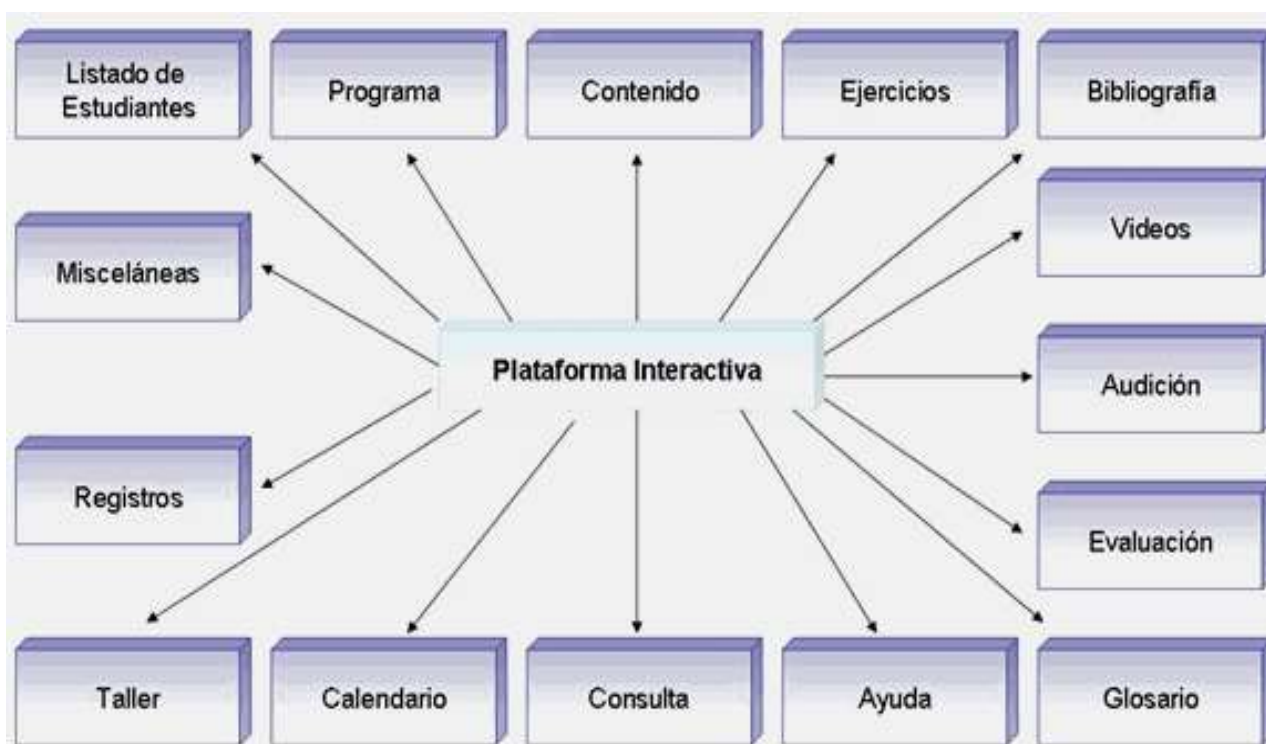 Listado de
Estudiantes
Programa
Contenido
Ejercicios
Bibliografía
Misceláneas
Videos
Plataforma Interactiva
Audición
Registros
Evaluación
Taller
Calendario
Consulta
Ayuda
Glosario